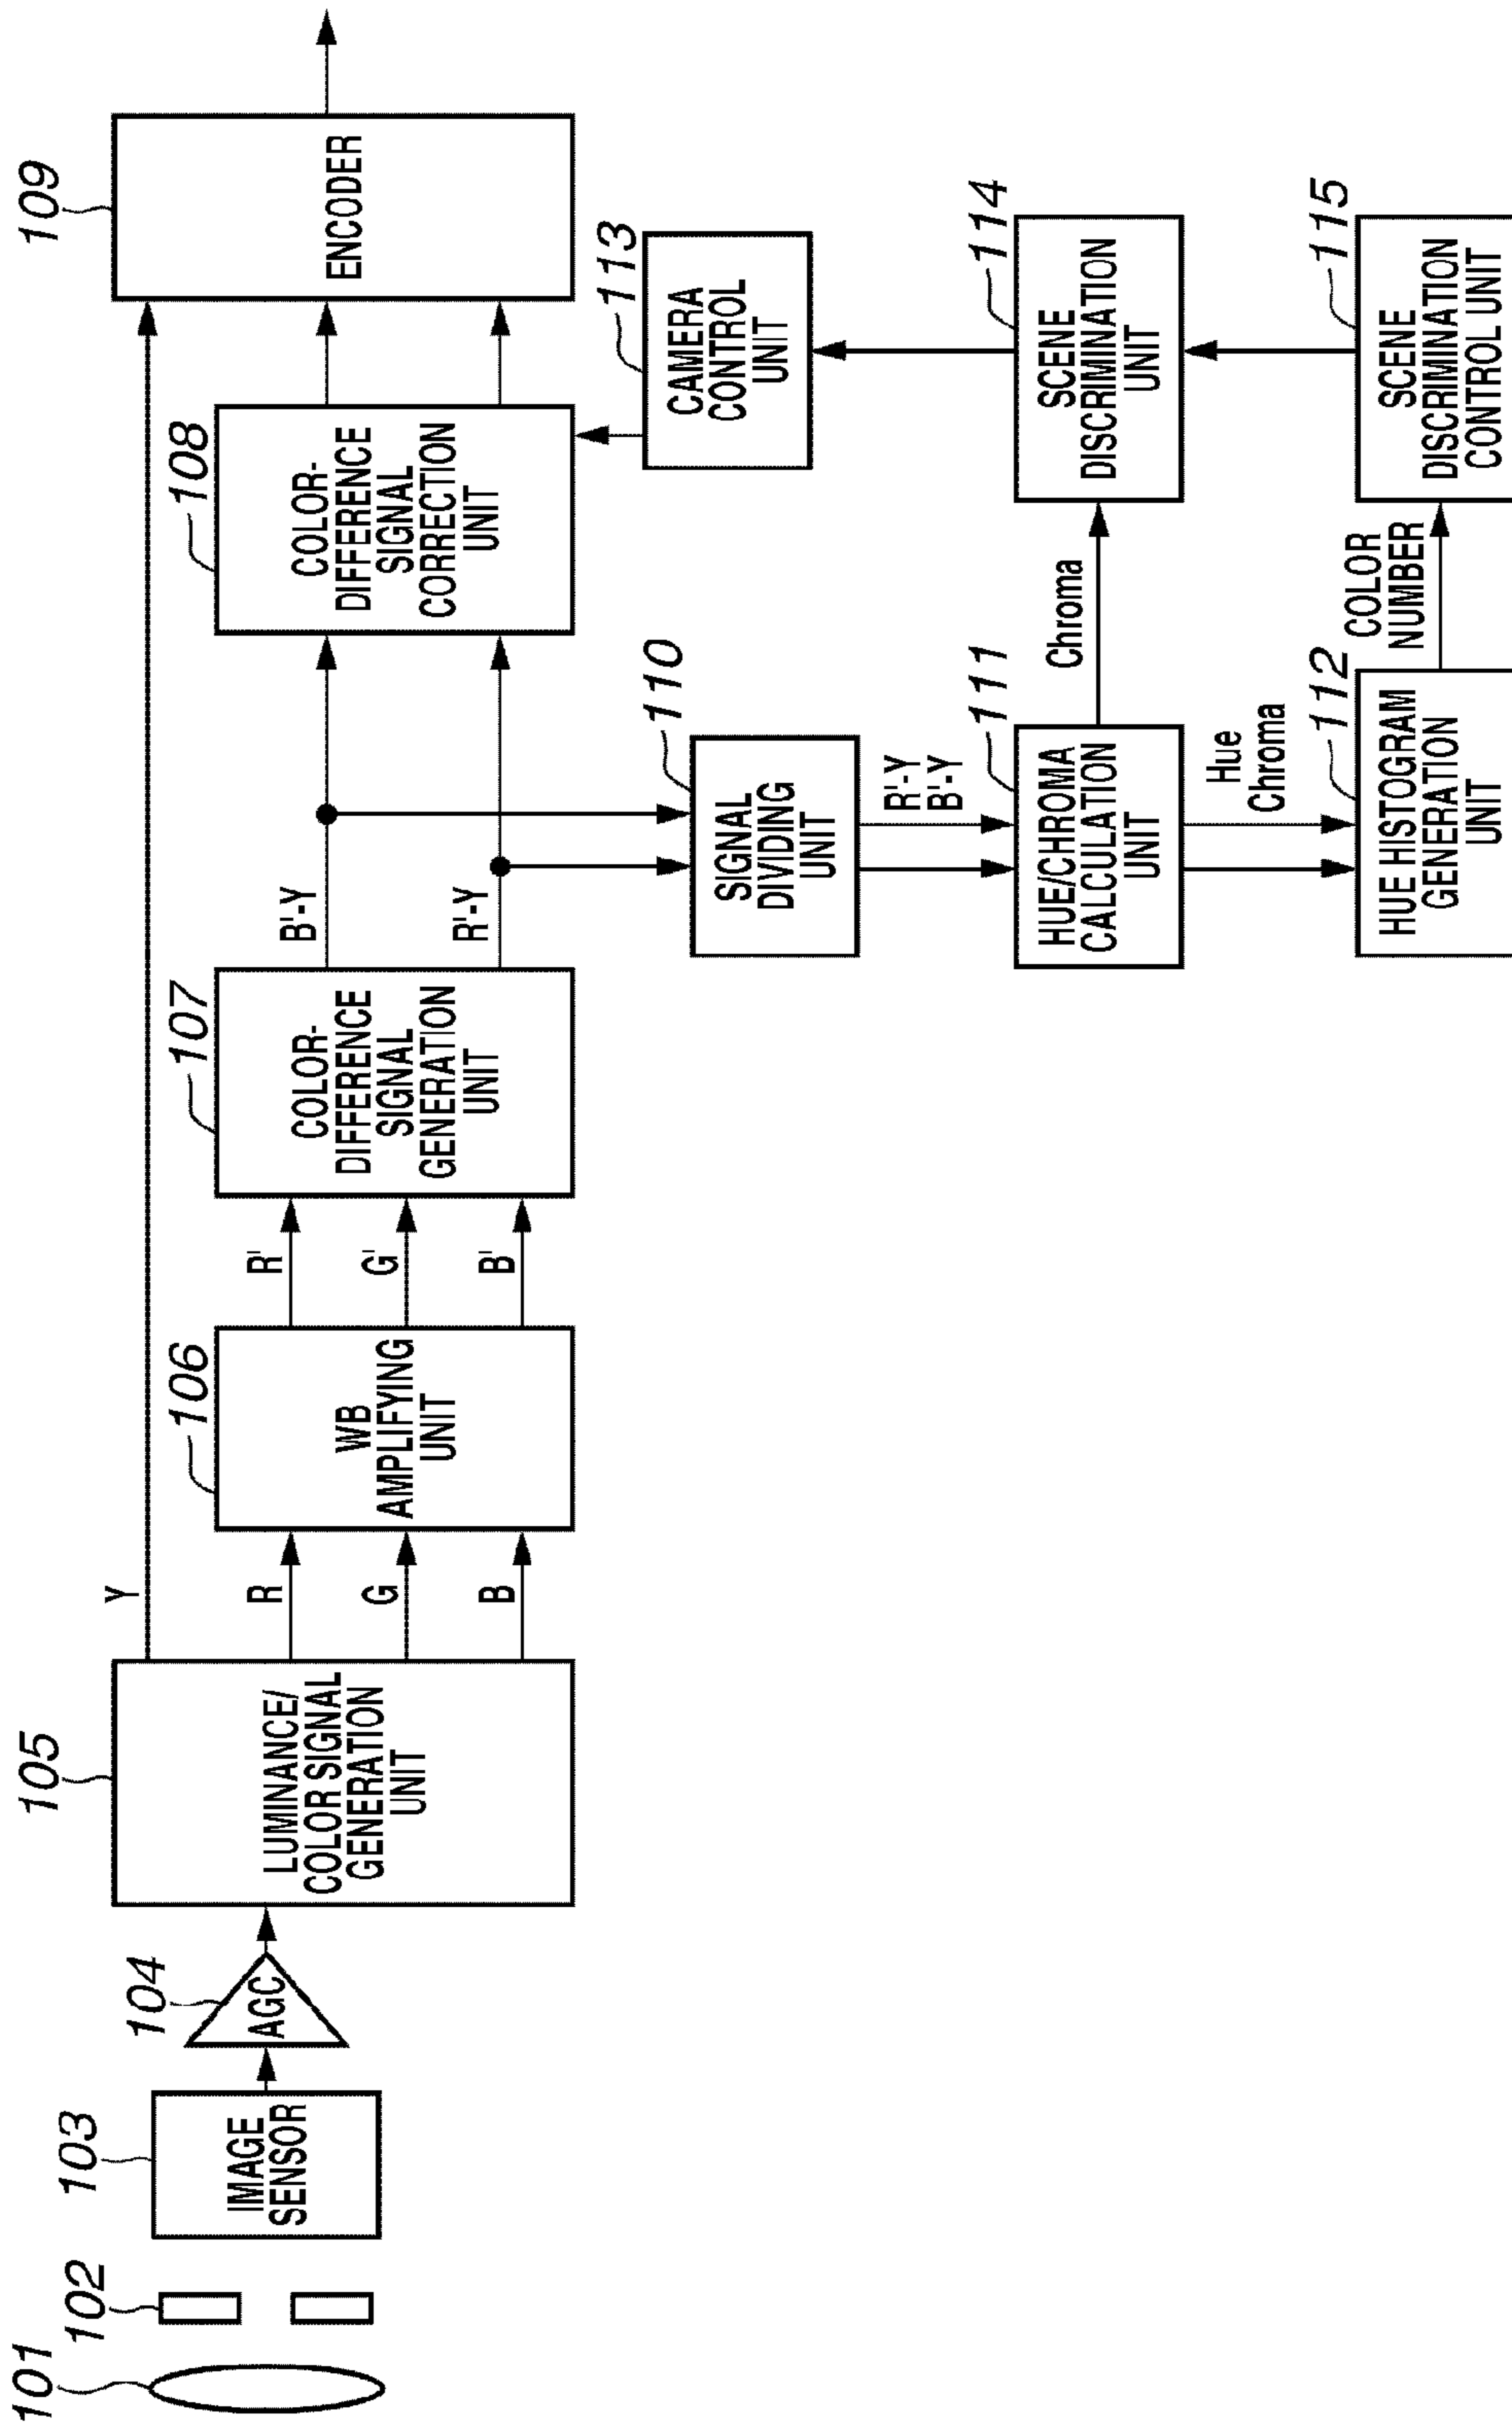 101
102
103
IMAGE
SENSOR
104
AGC
105
LUMINANCE/
COLOR SIGNAL
GENERATION
UNIT
Y
R
G
B
106
WB
AMPLIFYING
UNIT
R'
G'
B'
107
COLOR-
DIFFERENCE
SIGNAL
GENERATION
UNIT
B'-Y
R'-Y
108
COLOR-
DIFFERENCE
SIGNAL
CORRECTION
UNIT
109
ENCODER
110
SIGNAL
DIVIDING
UNIT
R'-Y
B'-Y
113
CAMERA
CONTROL
UNIT
111
HUE/CHROMA
CALCULATION
UNIT
Chroma
114
SCENE
DISCRIMINATION
UNIT
Hue
Chroma
112
HUE HISTOGRAM
GENERATION
UNIT
COLOR
NUMBER
115
SCENE
DISCRIMINATION
CONTROL UNIT